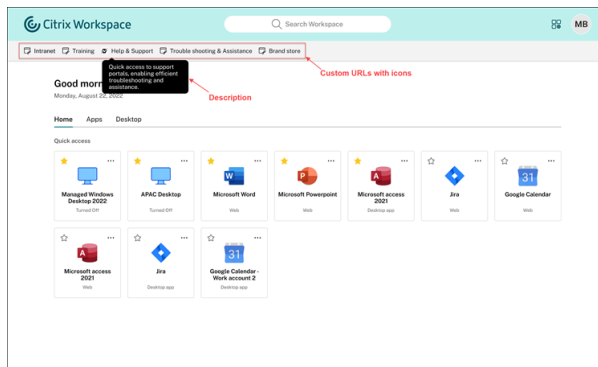 Citrix Workspace
Search Workspace
MB
Intranet Training Help & Support Trouble shooting & Assistance Brand store
Quick access to support
portals, enabling efficient
troubleshooting and
assistance.
Custom URLs with icons
Description
Good morn
Monday, August 22, 2022
Home Apps Desktop
Quick access
Managed Windows
Desktop 2022
Turned Off
APAC Desktop
Turned Off
W
Microsoft Word
Web
P
Microsoft Powerpoint
Web
A
Microsoft access
2021
Desktop app
Jira
Web
31
Google Calendar
Web
A
Microsoft access
2021
Web
Jira
Desktop app
31
Google Calendar-
Work account 2
Desktop app